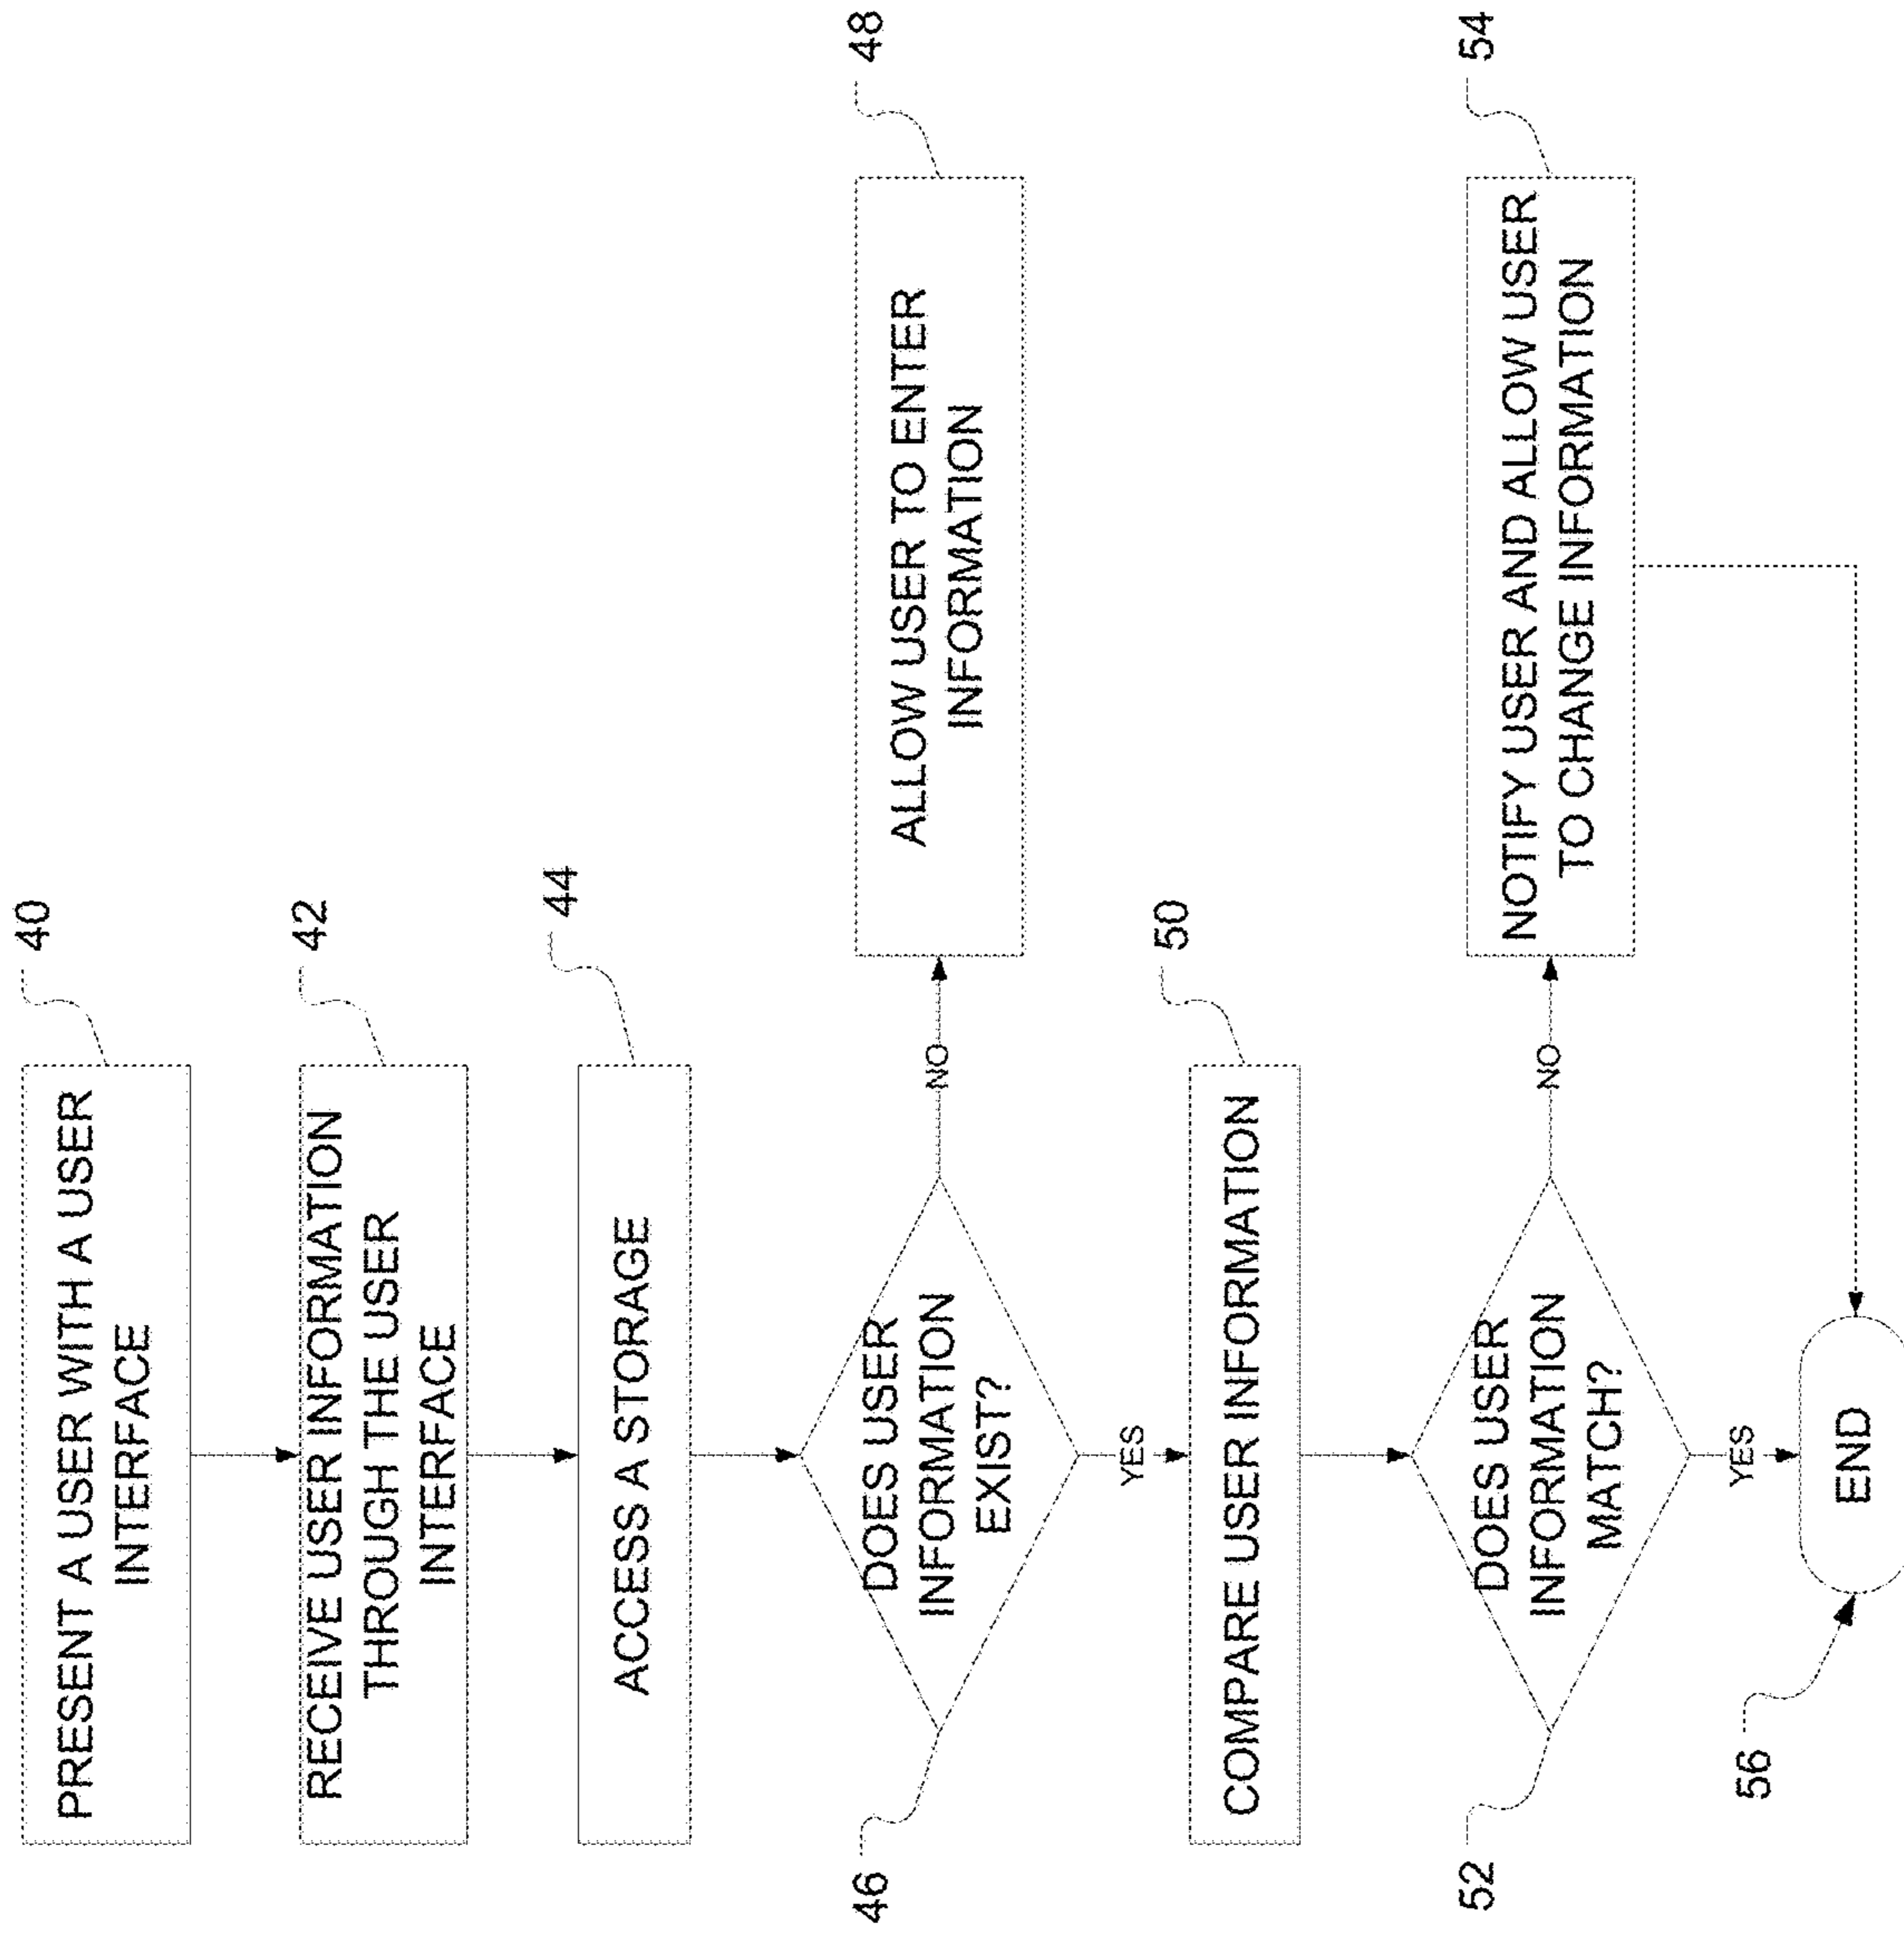 40
PRESENT A USER WITH A USER
INTERFACE
42
RECEIVE USER INFORMATION
THROUGH THE USER
INTERFACE
44
ACCESS A STORAGE
46
DOES USER
INFORMATION
EXIST?
NO
48
ALLOW USER TO ENTER
INFORMATION
YES
50
COMPARE USER INFORMATION
52
DOES USER
INFORMATION
MATCH?
NO
54
NOTIFY USER AND ALLOW USER
TO CHANGE INFORMATION
YES
56
END